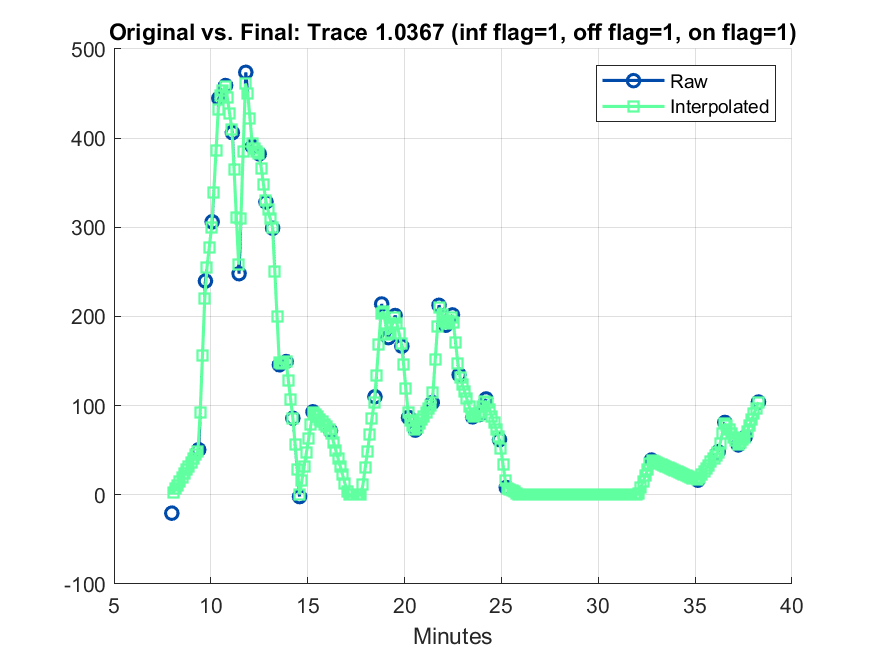 Original vs. Final: Trace 1.0367 (inf flag=1, off flag=1, on flag=1)
500
400
300
200
100
0
-100
Raw
Interpolated
5 10 15 20 25 30 35 40
Minutes